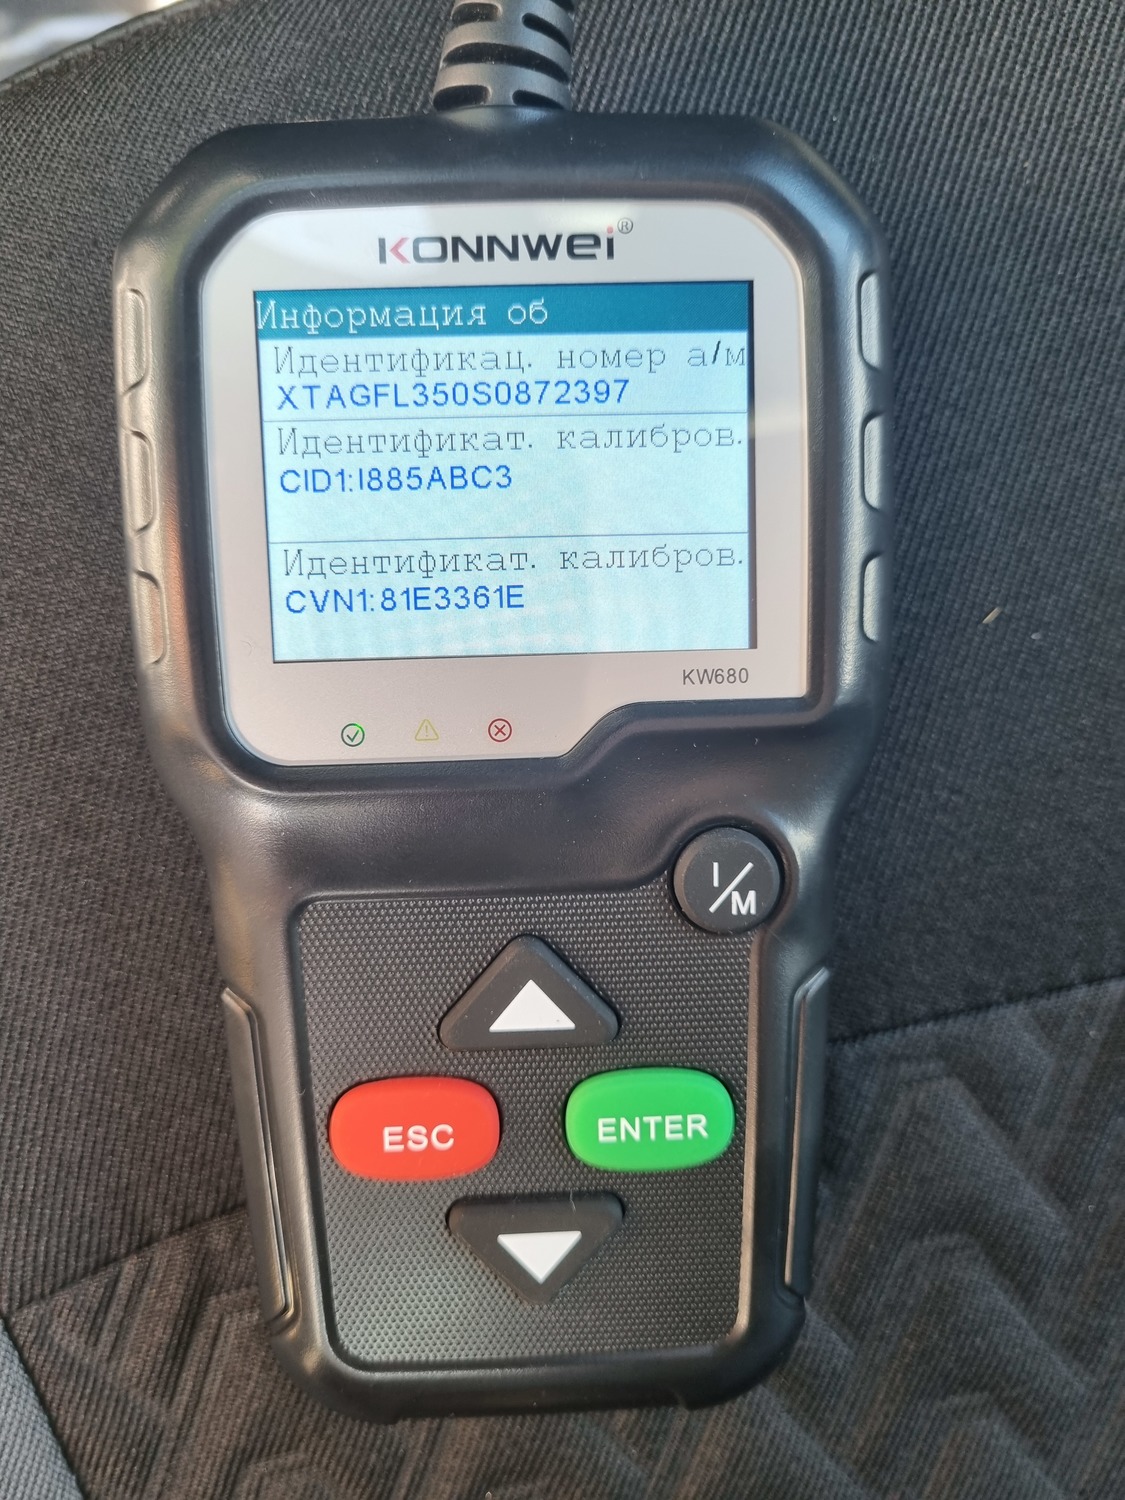 KONNWEI®
Информация об
Идентификац. номер а/м
XTAGFL350S0872397
Идентификат. калибров.
CID1:I885ABC3
Идентификат. калибров.
CVN1:81E3361E
KW680
I/M
ESC
ENTER